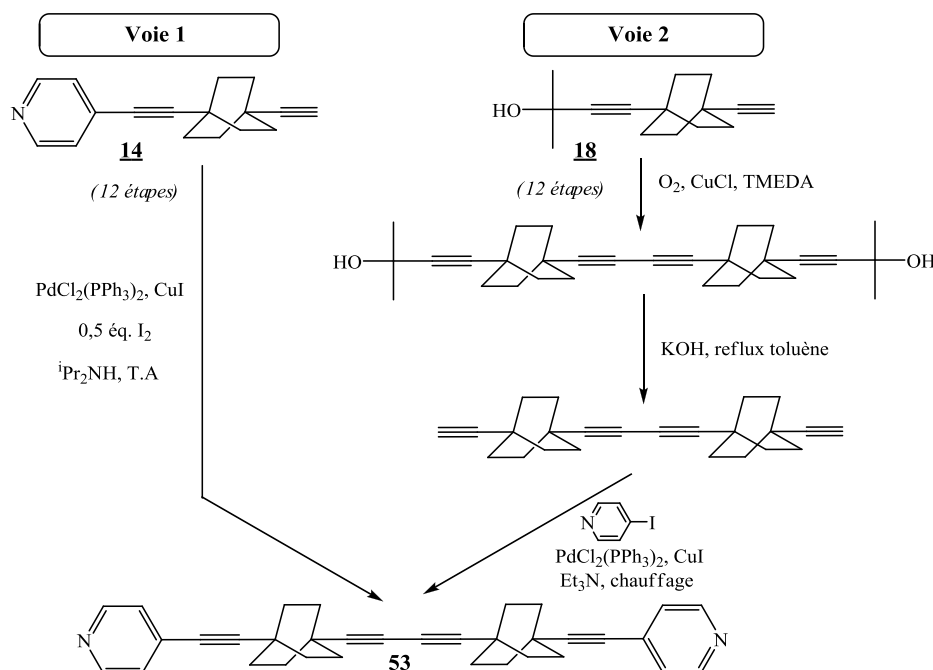 Voie 1
N
14
(12 étapes)
PdCl2(PPh3)2, CuI
0,5 éq. I2
iPr2NH, T.A
Voie 2
HO
18
(12 étapes)
O2, CuCl, TMEDA
HO
OH
KOH, reflux toluène
N
I
PdCl2(PPh3)2, CuI
Et3N, chauffage
N
53
N